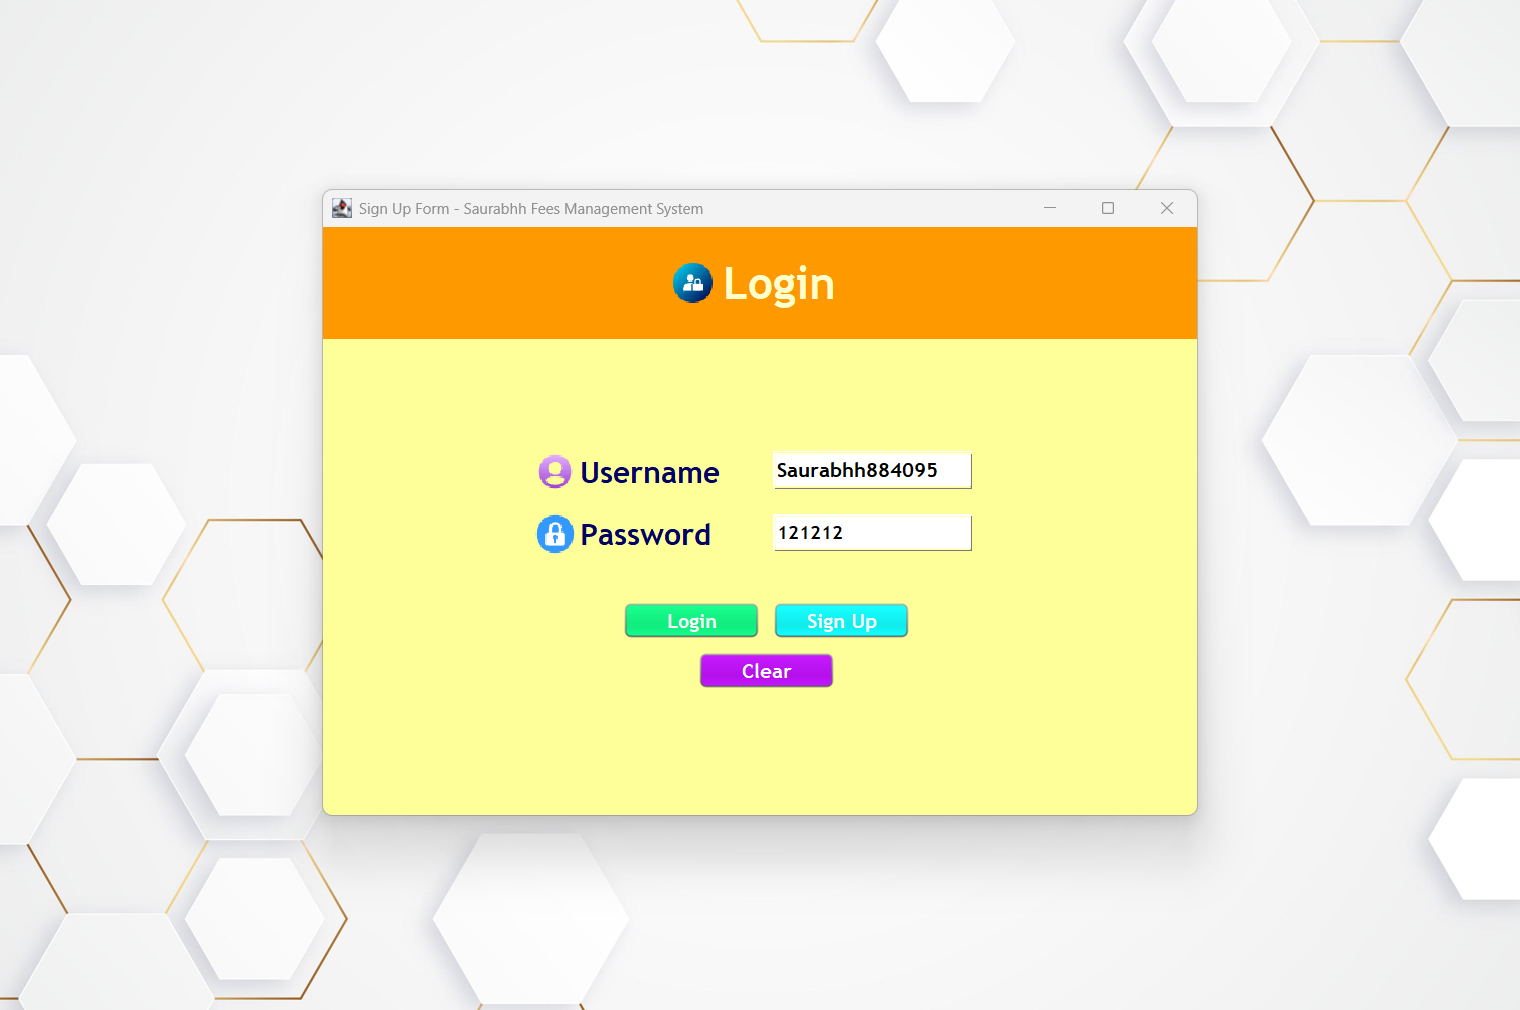 Sign Up Form - Saurabhh Fees Management System
Login
Username
Saurabhh884095
Password
121212
Login
Sign Up
Clear